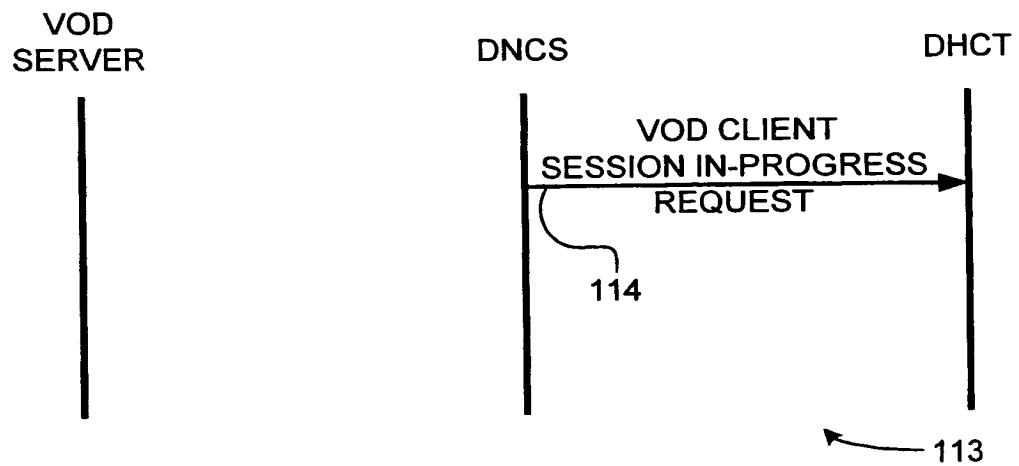 VOD
SERVER
DNCS
DHCT
VOD CLIENT
SESSION IN-PROGRESS
REQUEST
114
113